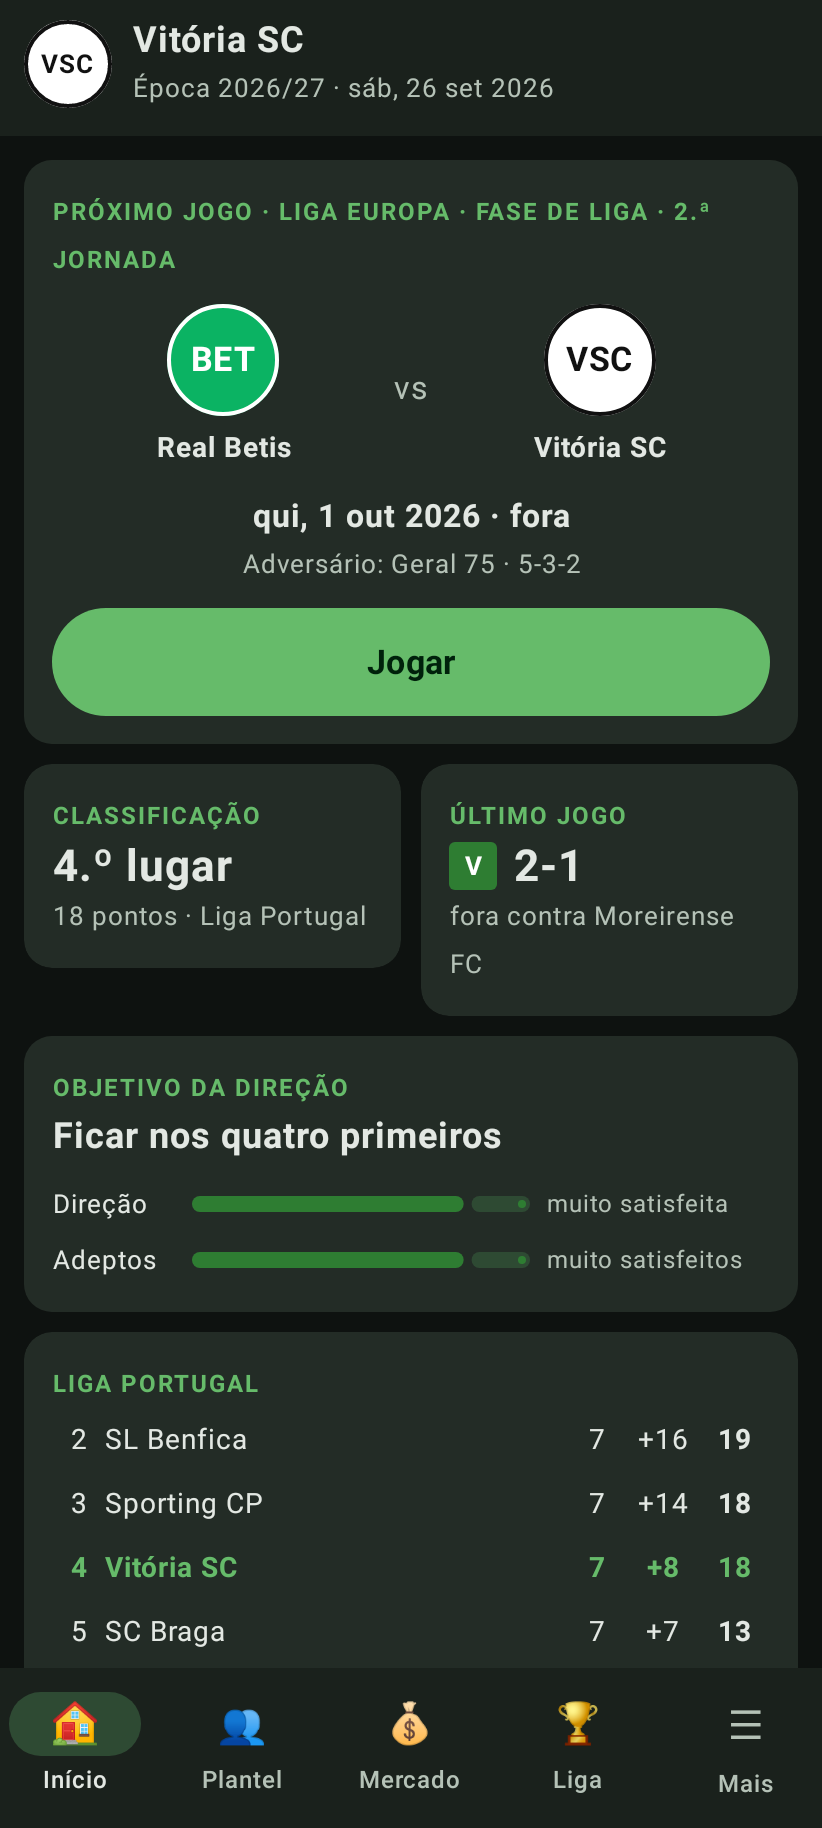 VSC
Vitória SC
Época 2026/27 · sáb, 26 set 2026
PRÓXIMO JOGO · LIGA EUROPA · FASE DE LIGA · 2.ª
JORNADA
BET
vs
VSC
Real Betis
Vitória SC
qui, 1 out 2026 · fora
Adversário: Geral 75 · 5-3-2
Jogar
CLASSIFICAÇÃO
4.º lugar
18 pontos · Liga Portugal
ÚLTIMO JOGO
V 2-1
fora contra Moreirense
FC
OBJETIVO DA DIREÇÃO
Ficar nos quatro primeiros
Direção muito satisfeita
Adeptos muito satisfeitos
LIGA PORTUGAL
2 SL Benfica 7 +16 19
3 Sporting CP 7 +14 18
4 Vitória SC 7 +8 18
5 SC Braga 7 +7 13
Início Plantel Mercado Liga Mais